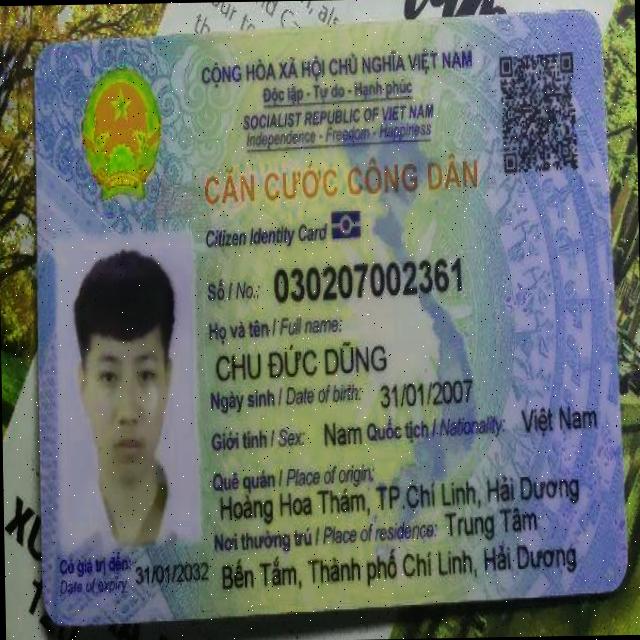 CỘNG HÒA XÃ HỘI CHỦ NGHĨA VIỆT NAM
Độc lập - Tự do - Hạnh phúc
SOCIALIST REPUBLIC OF VIET NAM
Independence - Freedom - Happiness
CĂN CƯỚC CÔNG DÂN
Citizen Identity Card
Số / No.: 030207002361
Họ và tên / Full name:
CHU ĐỨC DŨNG
Ngày sinh / Date of birth: 31/01/2007
Giới tính / Sex: Nam Quốc tịch / Nationality: Việt Nam
Quê quán / Place of origin:
Hoàng Hoa Thám, TP Chí Linh, Hải Dương
Nơi thường trú / Place of residence: Trung Tâm
Bến Tắm, Thành phố Chí Linh, Hải Dương
Có giá trị đến: 31/01/2032
Date of expiry